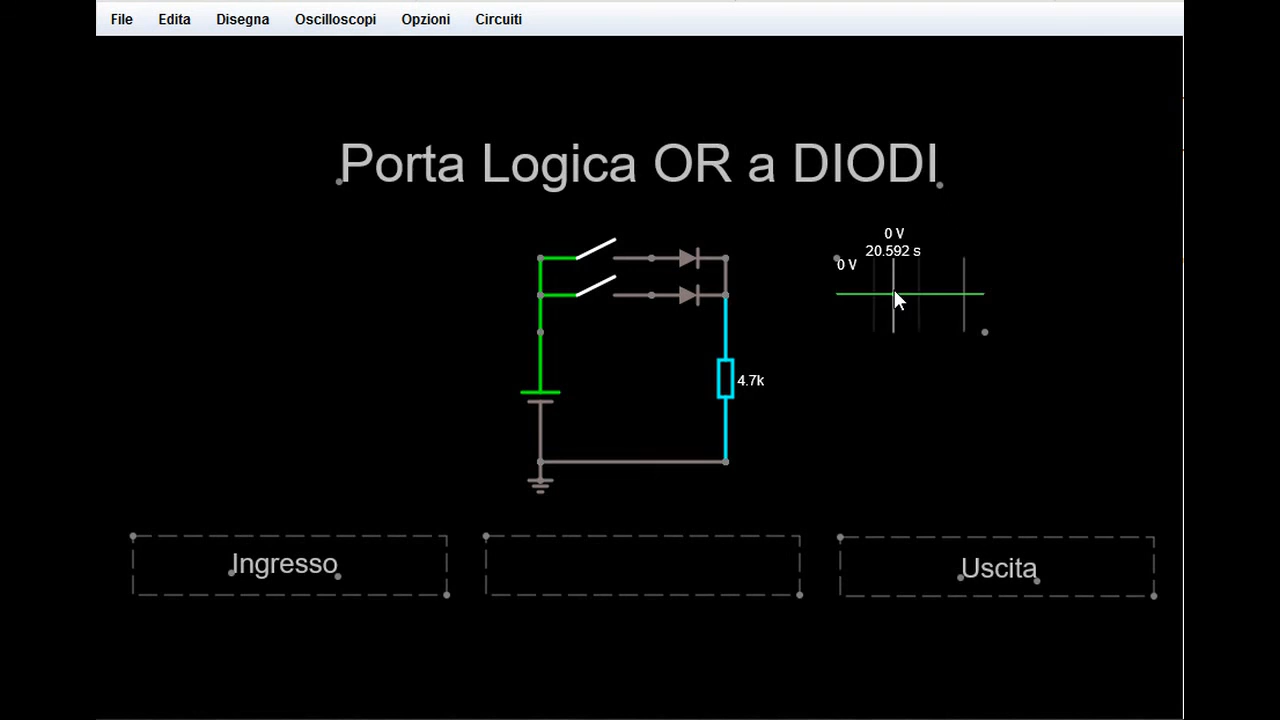 File Edita Disegna Oscilloscopi Opzioni Circuiti
Porta Logica OR a DIODI
0 V
20.592 s
0 V
4.7k
Ingresso
Uscita